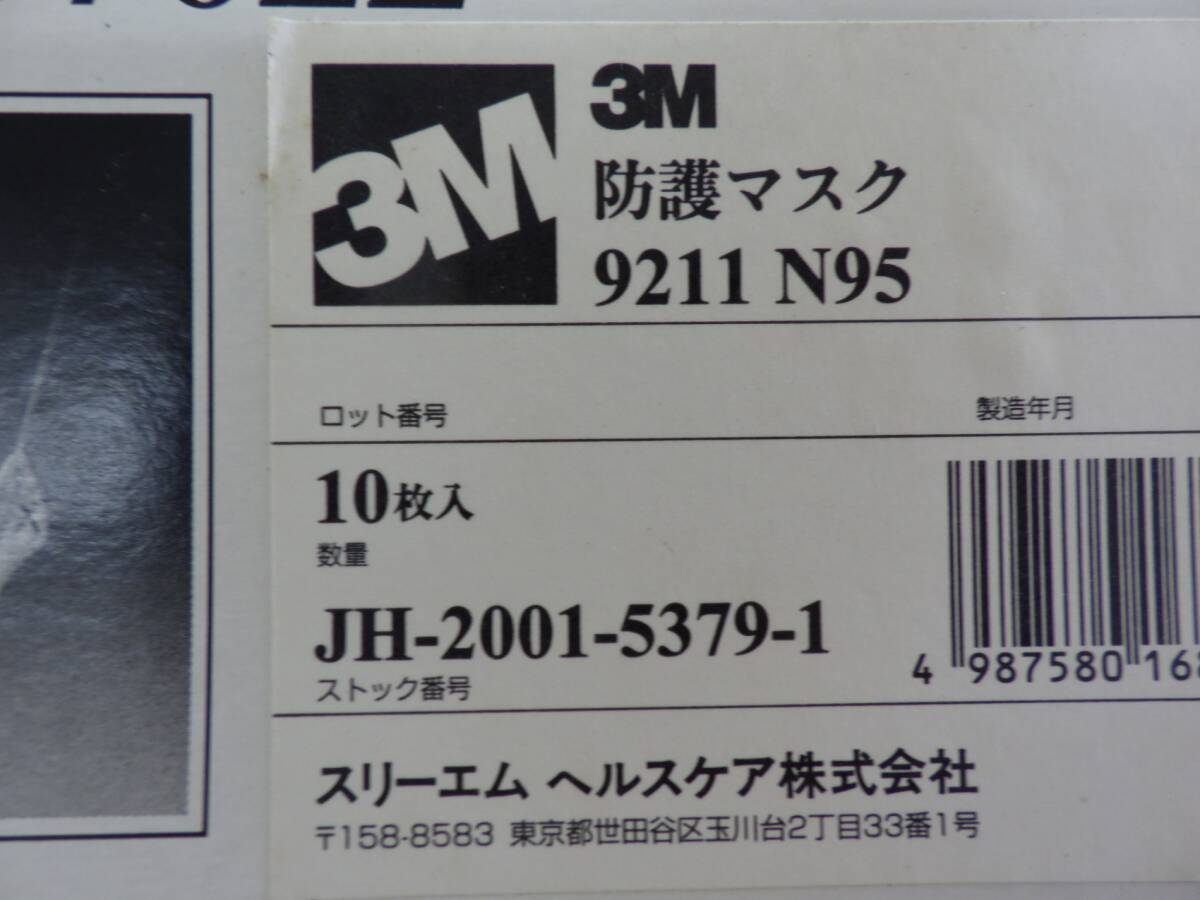 3M
3M
防護マスク
9211 N95
ロット番号
製造年月
10枚入
数量
JH-2001-5379-1
ストック番号
4 987580 168
スリーエム ヘルスケア株式会社
〒158-8583 東京都世田谷区玉川台2丁目33番1号